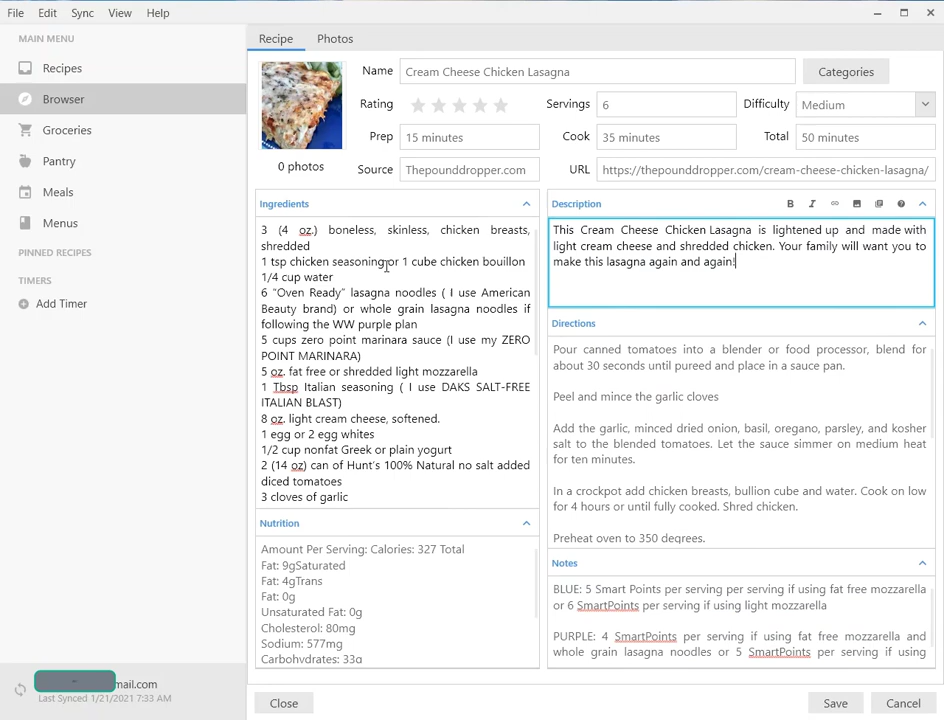 File Edit Sync View Help
MAIN MENU
Recipes
Browser
Groceries
Pantry
Meals
Menus
PINNED RECIPES
TIMERS
Add Timer
mail.com
Last Synced 1/21/2021 7:33 AM
Recipe Photos
0 photos
Name Cream Cheese Chicken Lasagna Categories
Rating Servings 6 Difficulty Medium
Prep 15 minutes Cook 35 minutes Total 50 minutes
Source Thepounddropper.com URL https://thepounddropper.com/cream-cheese-chicken-lasagna/
Ingredients
3 (4 oz.) boneless, skinless, chicken breasts,
shredded
1 tsp chicken seasoning or 1 cube chicken bouillon
1/4 cup water
6 “Oven Ready” lasagna noodles ( I use American
Beauty brand) or whole grain lasagna noodles if
following the WW purple plan
5 cups zero point marinara sauce (I use my ZERO
POINT MARINARA)
5 oz. fat free or shredded light mozzarella
1 Tbsp Italian seasoning ( I use DAKS SALT-FREE
ITALIAN BLAST)
8 oz. light cream cheese, softened.
1 egg or 2 egg whites
1/2 cup nonfat Greek or plain yogurt
2 (14 oz) can of Hunt’s 100% Natural no salt added
diced tomatoes
3 cloves of garlic
Nutrition
Amount Per Serving: Calories: 327 Total
Fat: 9gSaturated
Fat: 4gTrans
Fat: 0g
Unsaturated Fat: 0g
Cholesterol: 80mg
Sodium: 577mg
Carbohydrates: 33g
Description B I
This Cream Cheese Chicken Lasagna is lightened up and made with
light cream cheese and shredded chicken. Your family will want you to
make this lasagna again and again!
Directions
Pour canned tomatoes into a blender or food processor, blend for
about 30 seconds until pureed and place in a sauce pan.
Peel and mince the garlic cloves
Add the garlic, minced dried onion, basil, oregano, parsley, and kosher
salt to the blended tomatoes. Let the sauce simmer on medium heat
for ten minutes.
In a crockpot add chicken breasts, bullion cube and water. Cook on low
for 4 hours or until fully cooked. Shred chicken.
Preheat oven to 350 degrees.
Notes
BLUE: 5 Smart Points per serving per serving if using fat free mozzarella
or 6 SmartPoints per serving if using light mozzarella
PURPLE: 4 SmartPoints per serving if using fat free mozzarella and
whole grain lasagna noodles or 5 SmartPoints per serving if using
Close Save Cancel